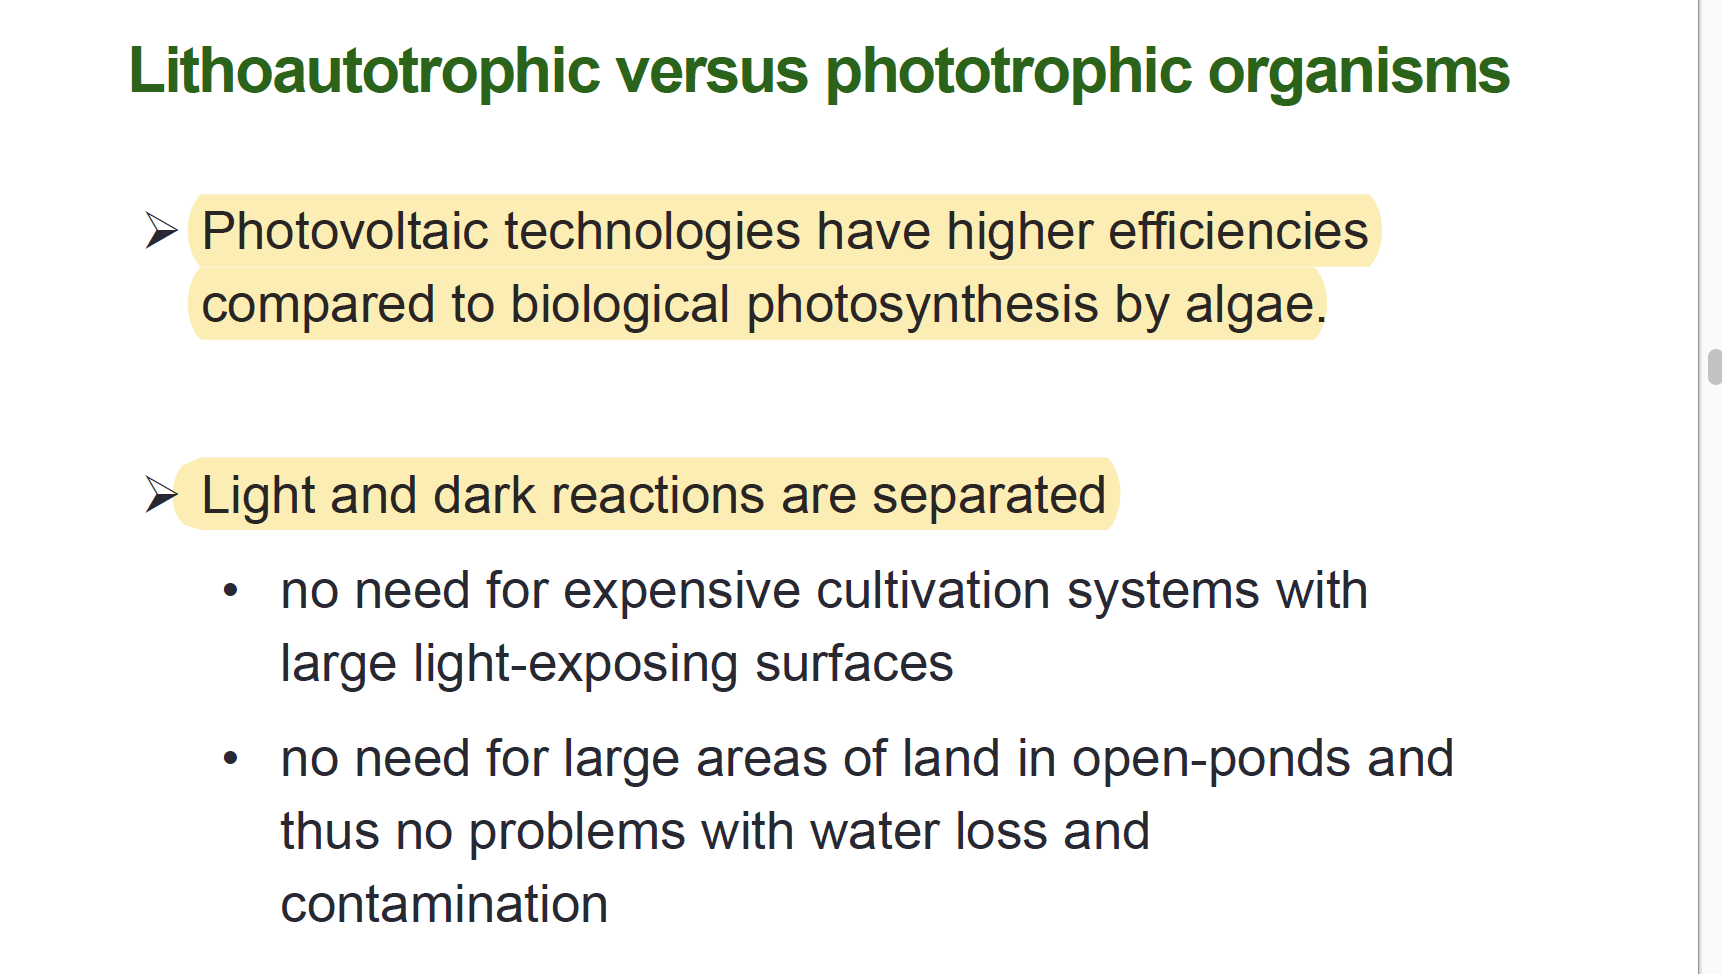 Lithoautotrophic versus phototrophic organisms
➢ Photovoltaic technologies have higher efficiencies
compared to biological photosynthesis by algae.
➢ Light and dark reactions are separated
• no need for expensive cultivation systems with
large light-exposing surfaces
• no need for large areas of land in open-ponds and
thus no problems with water loss and
contamination